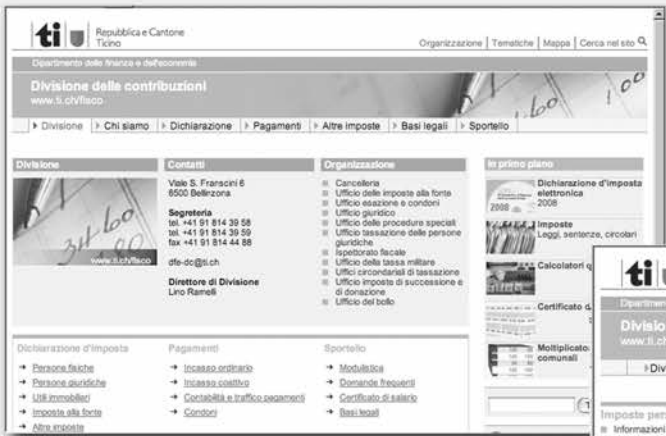 ti
Repubblica e Cantone
Ticino
Organizzazione | Tematiche | Mappa | Cerca nel sito
Dipartimento delle finanze e dell'economia
Divisione delle contribuzioni
www.ti.ch/fisco
Divisione Chi siamo Dichiarazione Pagamenti Altre imposte Basi legali Sportello
Divisione
www.ti.ch/fisco
Contatti
Viale S. Franscini 6
6500 Bellinzona
Segreteria
tel. +41 91 814 39 58
tel. +41 91 814 39 59
fax +41 91 814 44 88
dfe-dc@ti.ch
Direttore di Divisione
Lino Ramelli
Organizzazione
Cancelleria
Ufficio delle imposte alla fonte
Ufficio esazione e condoni
Ufficio giuridico
Ufficio delle procedure speciali
Ufficio tassazione delle persone
giuridiche
Ispettorato fiscale
Ufficio della tassa militare
Uffici circondariali di tassazione
Ufficio imposte di successione e
di donazione
Ufficio del bollo
In primo piano
Dichiarazione d'imposta
elettronica
2008
2008
Imposte
Leggi, sentenze, circolari
Calcolatori
Certificato d
Moltiplicato
comunali
Dichiarazione d'imposta
Persone fisiche
Persone giuridiche
Utili immobiliari
Imposte alla fonte
Altre imposte
Pagamenti
Incasso ordinario
Incasso coattivo
Contabilità e traffico pagamenti
Condoni
Sportello
Modulistica
Domande frequenti
Certificato di salario
Basi legali
ti
Dipartimen
Divisio
www.ti.ch
Div
Imposte per
Informazioni